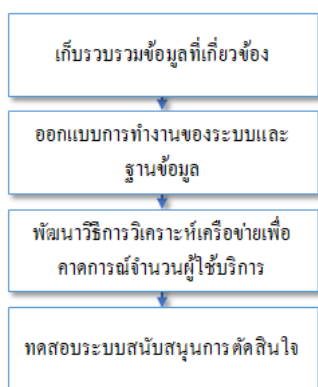 เก็บรวบรวมข้อมูลที่เกี่ยวข้อง
ออกแบบการทำงานของระบบและ
ฐานข้อมูล
พัฒนาวิธีการวิเคราะห์เครือข่ายเพื่อ
คาดการณ์จำนวนผู้ใช้บริการ
ทดสอบระบบสนับสนุนการตัดสินใจ